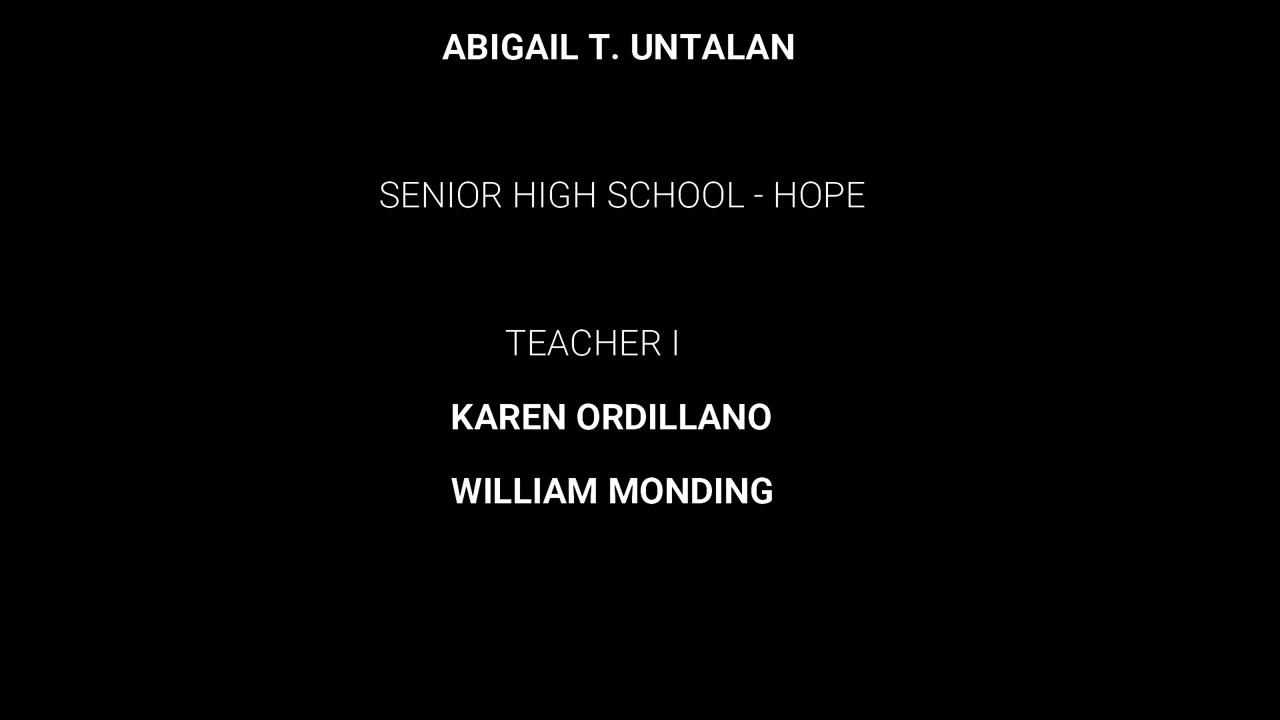 ABIGAIL T. UNTALAN
SENIOR HIGH SCHOOL - HOPE
TEACHER I
KAREN ORDILLANO
WILLIAM MONDING